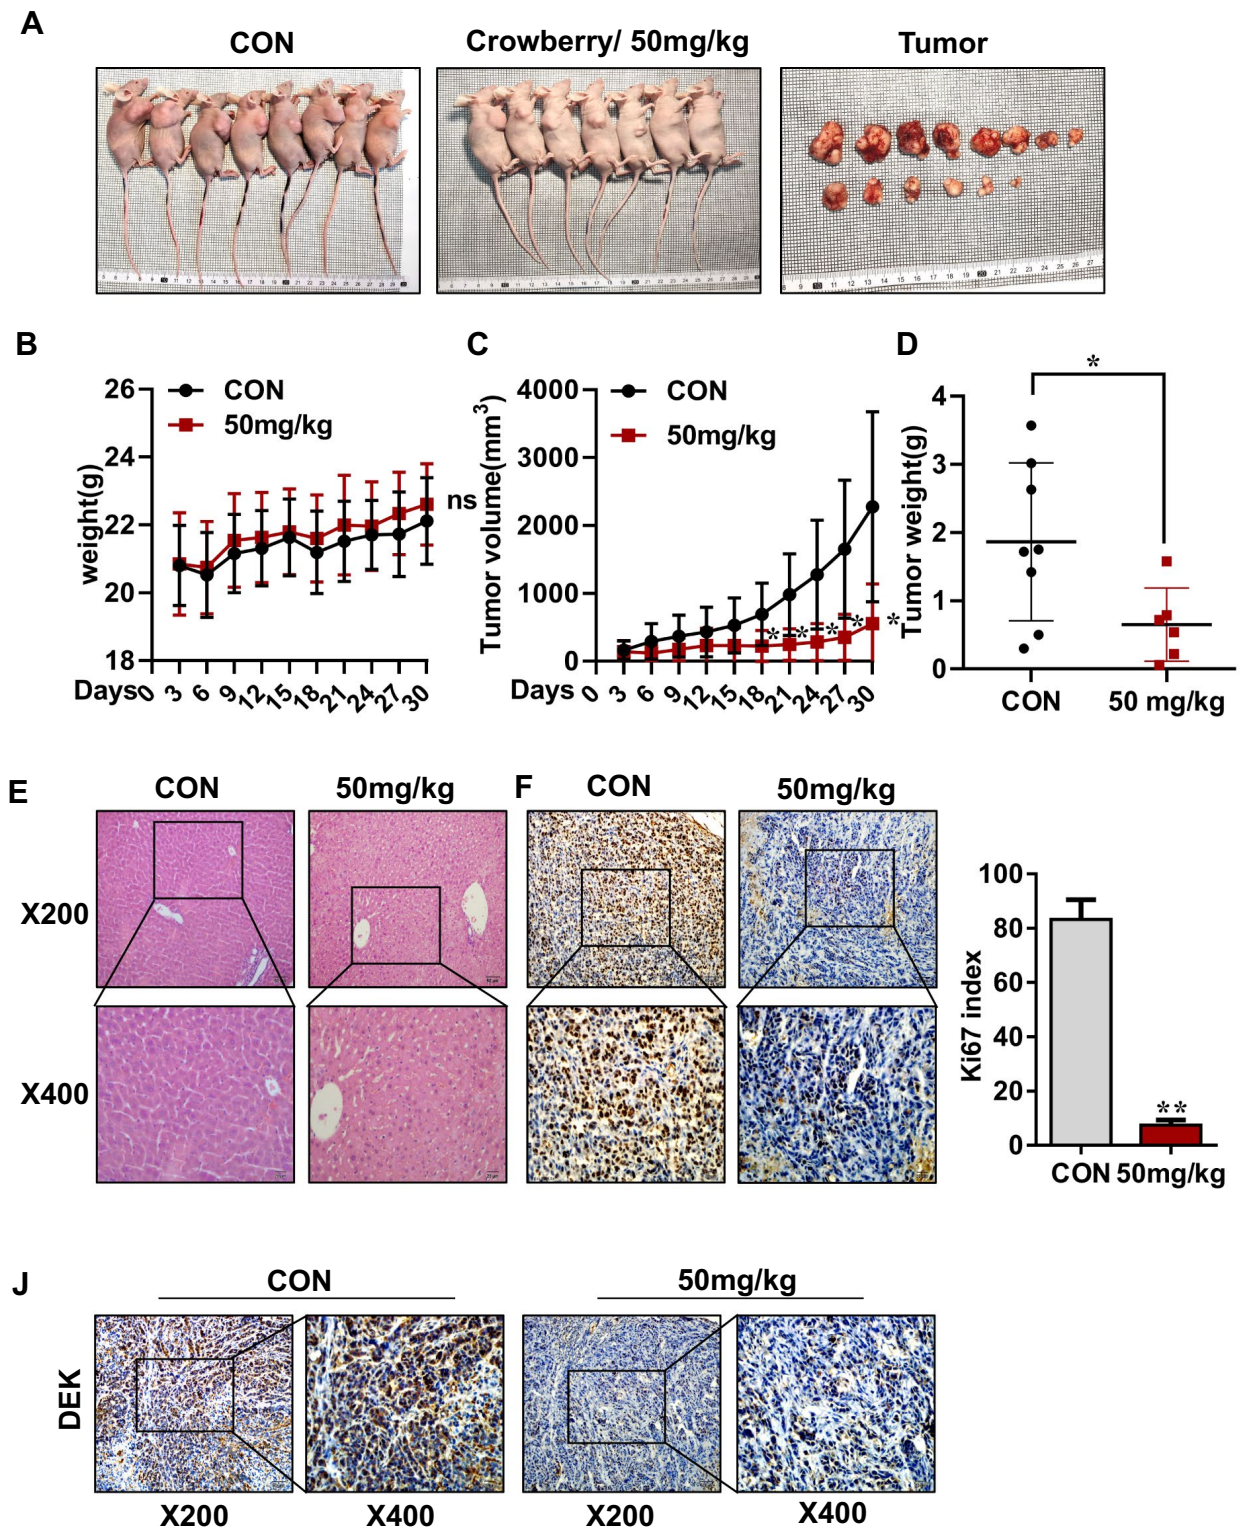 A
CON
Crowberry/ 50mg/kg
Tumor
B
CON
50mg/kg
weight(g)
26
24
22
20
18
ns
Days
0
3
6
9
12
15
18
21
24
27
30
C
CON
50mg/kg
Tumor volume(mm³)
4000
3000
2000
1000
0
* * * * *
Days
0
3
6
9
12
15
18
21
24
27
30
D
*
Tumor weight(g)
4
3
2
1
0
CON
50 mg/kg
E
CON
50mg/kg
X200
X400
F
CON
50mg/kg
Ki67 index
100
80
60
40
20
0
**
CON
50mg/kg
J
CON
50mg/kg
DEK
X200
X400
X200
X400